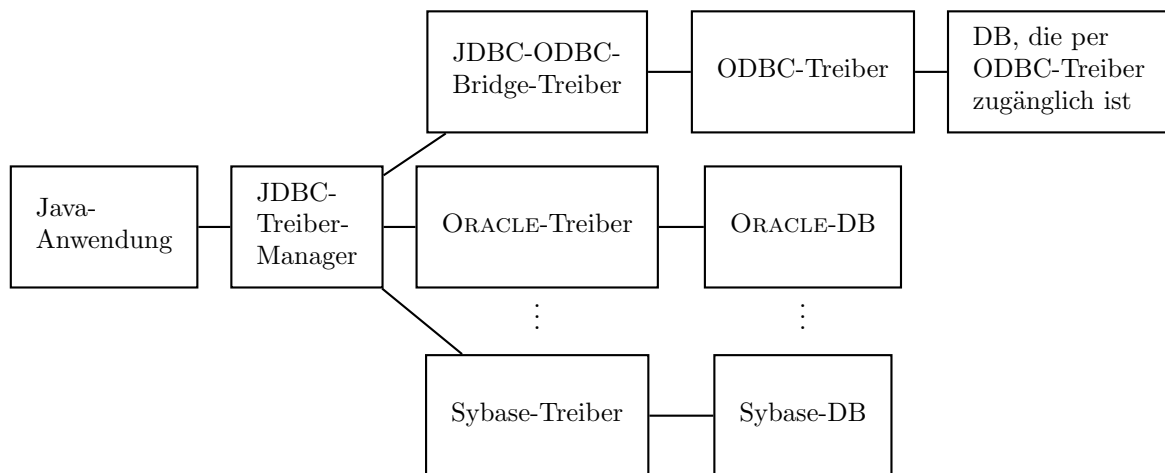 JDBC-ODBC-
Bridge-Treiber
ODBC-Treiber
DB, die per
ODBC-Treiber
zugänglich ist
Java-
Anwendung
JDBC-
Treiber-
Manager
ORACLE-Treiber
ORACLE-DB
⋮
⋮
Sybase-Treiber
Sybase-DB